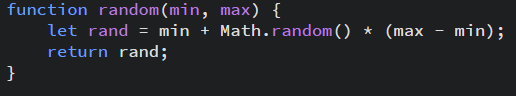 function random(min, max) {
    let rand = min + Math.random() * (max - min);
    return rand;
}